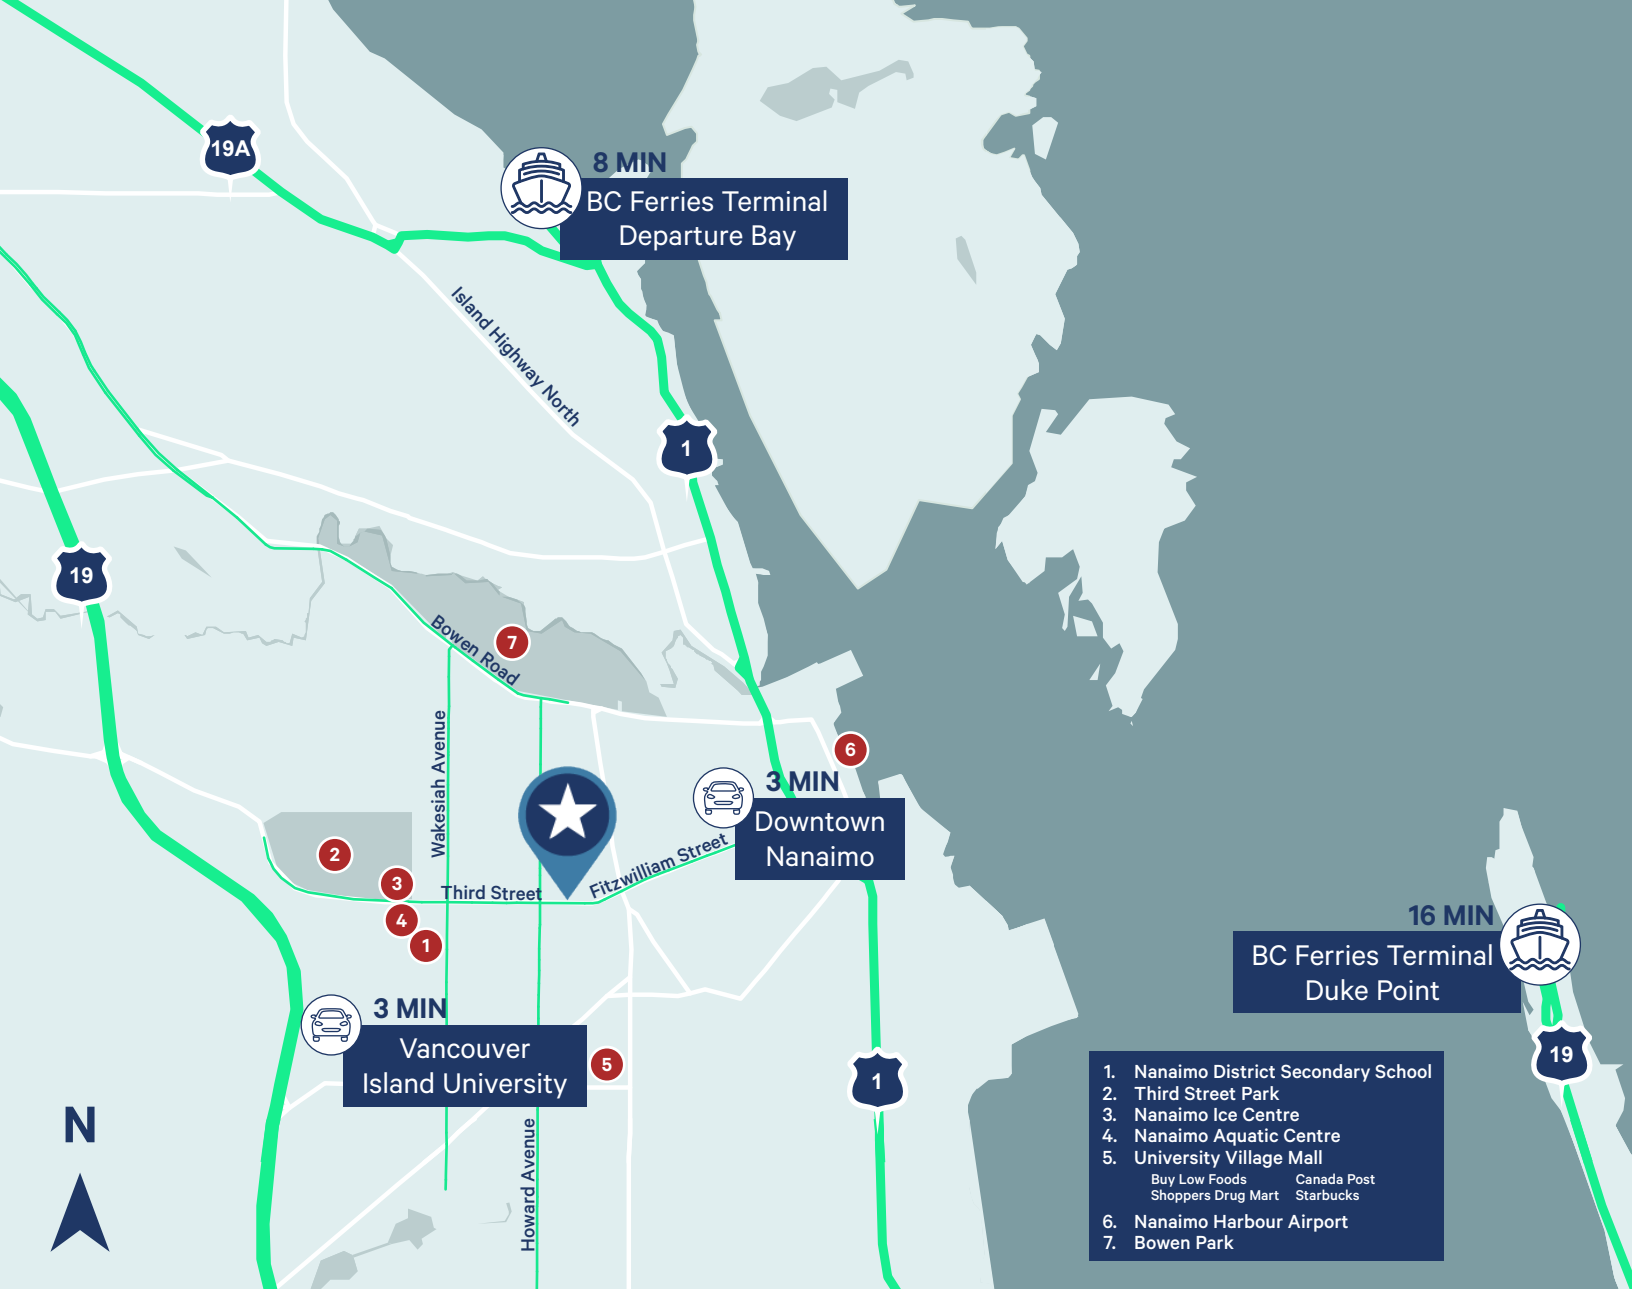 19A
8 MIN
BC Ferries Terminal
Departure Bay
Island Highway North
1
19
Bowen Road
7
Wakesiah Avenue
6
3 MIN
Downtown
Nanaimo
Fitzwilliam Street
Third Street
2
3
4
1
3 MIN
Vancouver
Island University
5
Howard Avenue
1
N
16 MIN
BC Ferries Terminal
Duke Point
19
1. Nanaimo District Secondary School
2. Third Street Park
3. Nanaimo Ice Centre
4. Nanaimo Aquatic Centre
5. University Village Mall
Buy Low Foods Canada Post
Shoppers Drug Mart Starbucks
6. Nanaimo Harbour Airport
7. Bowen Park